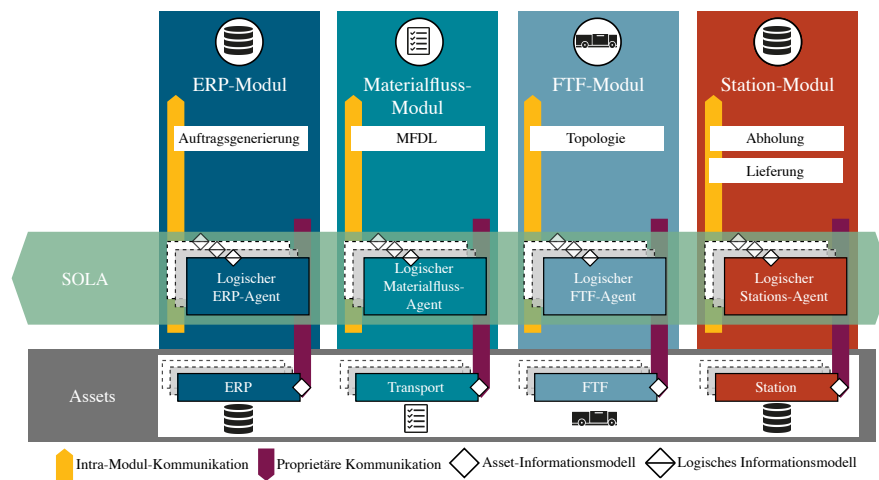 ERP-Modul
Materialfluss-
Modul
FTF-Modul
Station-Modul
Auftragsgenerierung
MFDL
Topologie
Abholung
Lieferung
SOLA
Logischer
ERP-Agent
Logischer
Materialfluss-
Agent
Logischer
FTF-Agent
Logischer
Stations-Agent
Assets
ERP
Transport
FTF
Station
Intra-Modul-Kommunikation
Proprietäre Kommunikation
Asset-Informationsmodell
Logisches Informationsmodell